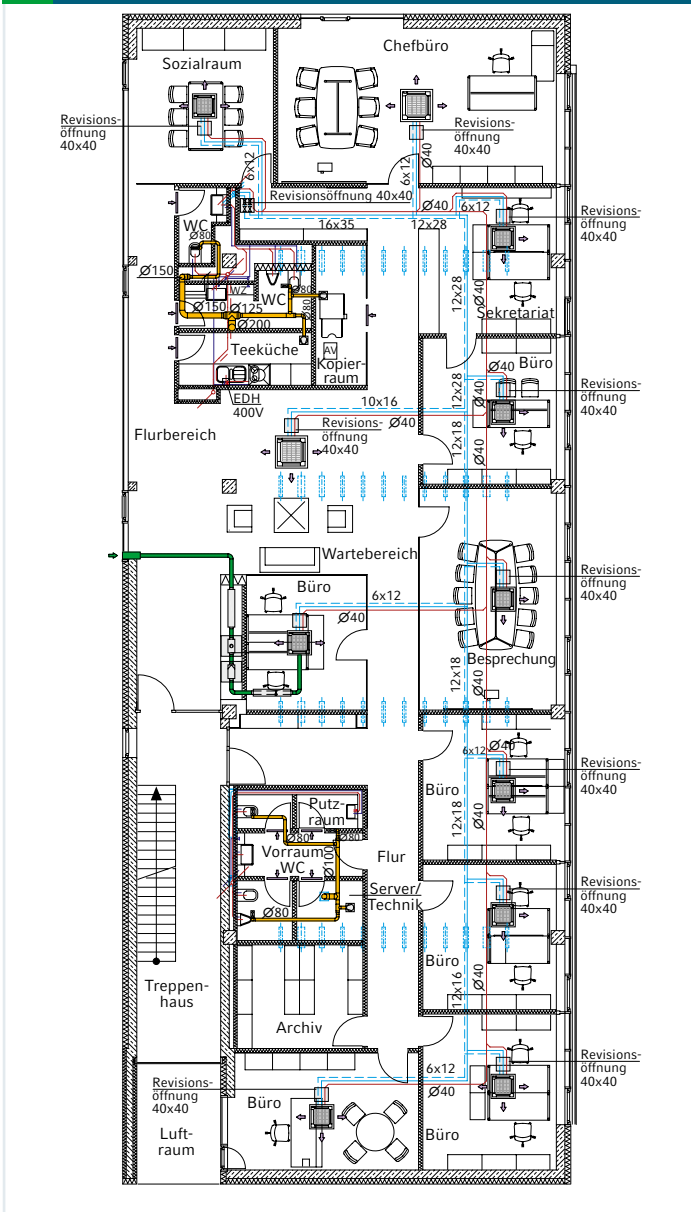 Chefbüro
Sozialraum
Revisions-
öffnung
40x40
Revisions-
öffnung
40x40
Ø40
6x12
6x12
Revisionsöffnung 40x40
Ø40
6x12
Revisions-
öffnung
40x40
WC
Ø80
16x35
12x28
Ø150
WZ
WC
Ø80
Ø80
Ø150
Ø125
Ø200
12x28
Ø40
Sekretariat
Teeküche
AV
Kopier-
raum
Büro
Ø40
EDH
400V
12x28
Ø40
Revisions-
öffnung
40x40
10x16
Flurbereich
Revisions-
öffnung
40x40
Ø40
12x18
Ø40
Wartebereich
Büro
6x12
Ø40
Revisions-
öffnung
40x40
Besprechung
12x18
Ø40
6x12
Ø40
Revisions-
öffnung
40x40
Büro
12x18
Ø40
Putz-
raum
Ø80
Ø80
Vorraum
WC
Ø100
Flur
Server/
Technik
Ø80
Revisions-
öffnung
40x40
Büro
12x16
Ø40
Treppen-
haus
Archiv
Revisions-
öffnung
40x40
6x12
Ø40
Revisions-
öffnung
40x40
Büro
Büro
Luft-
raum